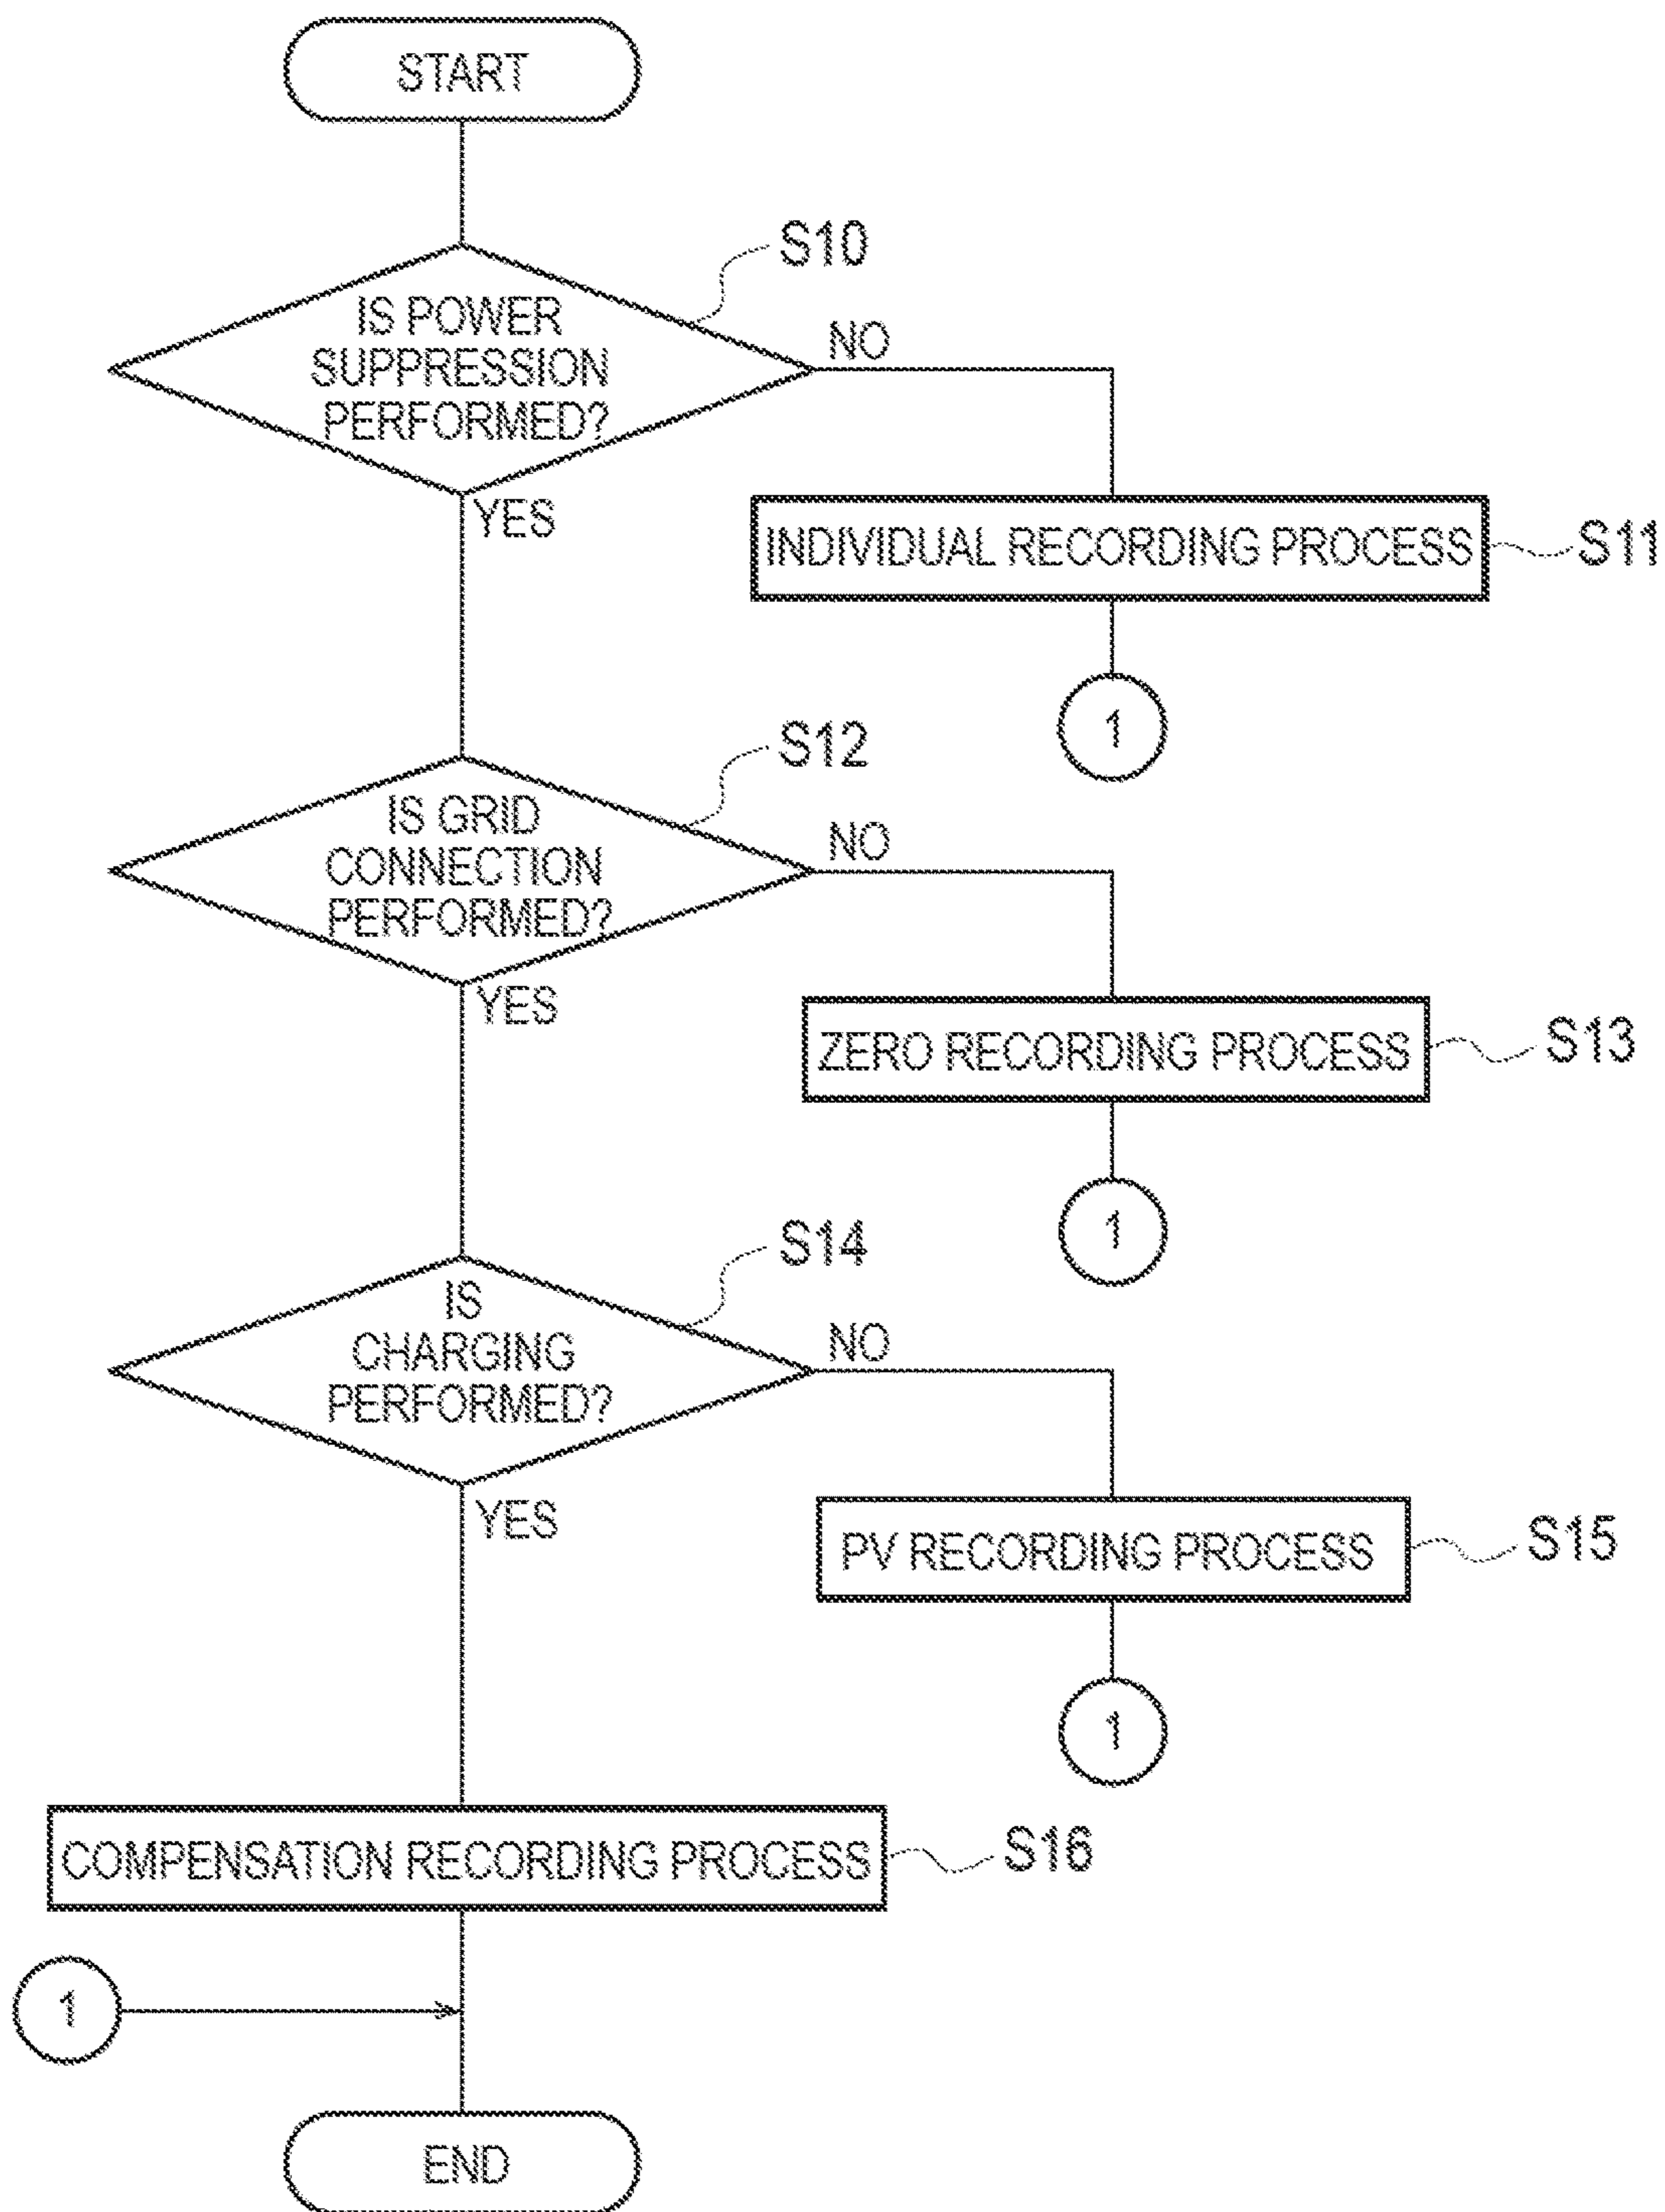 START
S10
IS POWER
SUPPRESSION
PERFORMED?
NO
YES
INDIVIDUAL RECORDING PROCESS
S11
1
S12
IS GRID
CONNECTION
PERFORMED?
NO
YES
ZERO RECORDING PROCESS
S13
1
S14
IS
CHARGING
PERFORMED?
NO
YES
PV RECORDING PROCESS
S15
1
COMPENSATION RECORDING PROCESS
S16
1
END